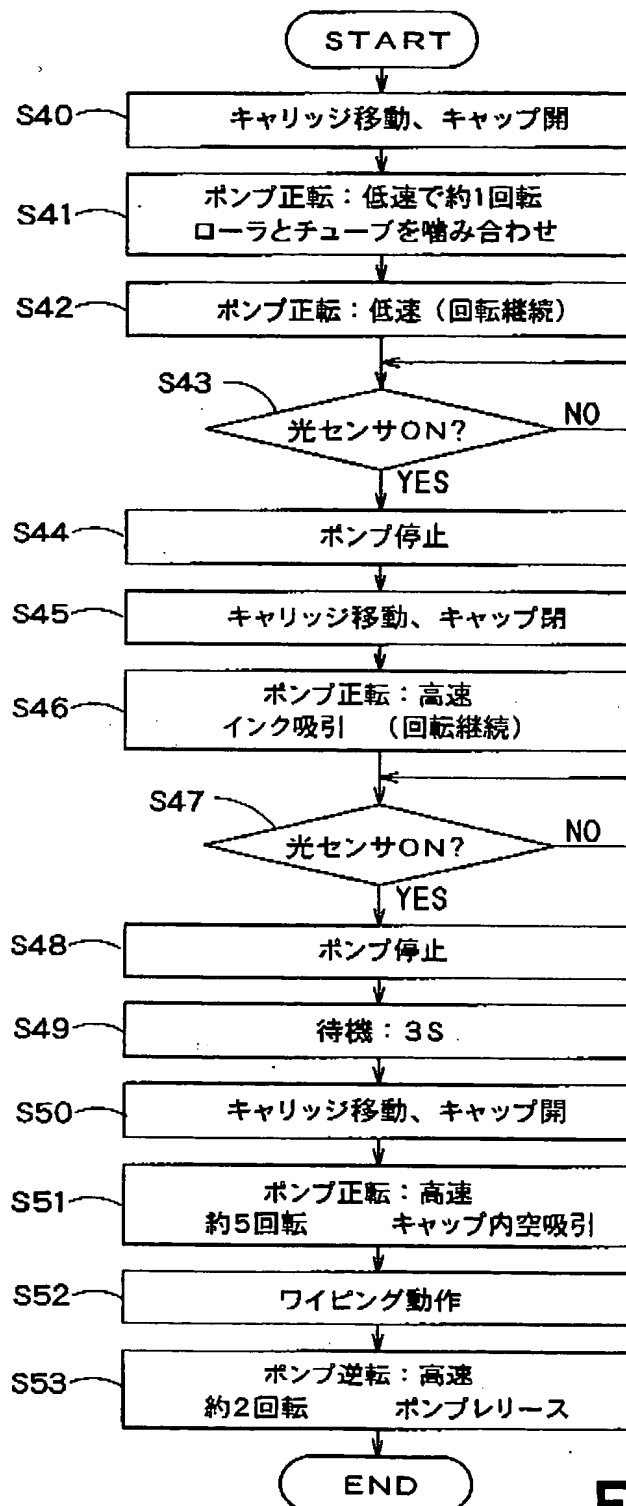 START
S40 キャリッジ移動、キャップ開
S41 ポンプ正転：低速で約1回転
ローラとチューブを噛み合わせ
S42 ポンプ正転：低速（回転継続）
S43 光センサON? NO
YES
S44 ポンプ停止
S45 キャリッジ移動、キャップ閉
S46 ポンプ正転：高速
インク吸引 （回転継続）
S47 光センサON? NO
YES
S48 ポンプ停止
S49 待機：3S
S50 キャリッジ移動、キャップ開
S51 ポンプ正転：高速
約5回転 キャップ内空吸引
S52 ワイピング動作
S53 ポンプ逆転：高速
約2回転 ポンプレリース
END